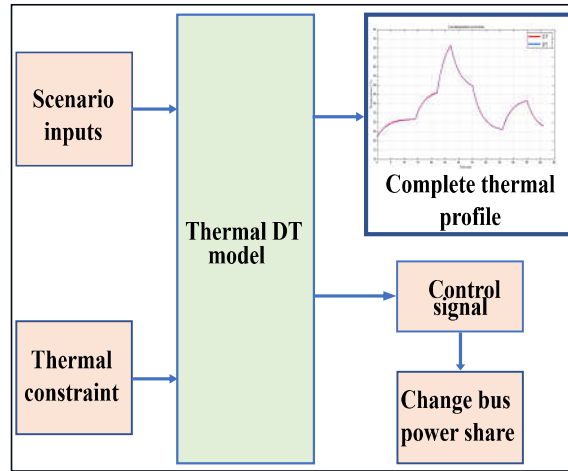 Scenario
inputs
Thermal
constraint
Thermal DT
model
Complete thermal
profile
Control
signal
Change bus
power share